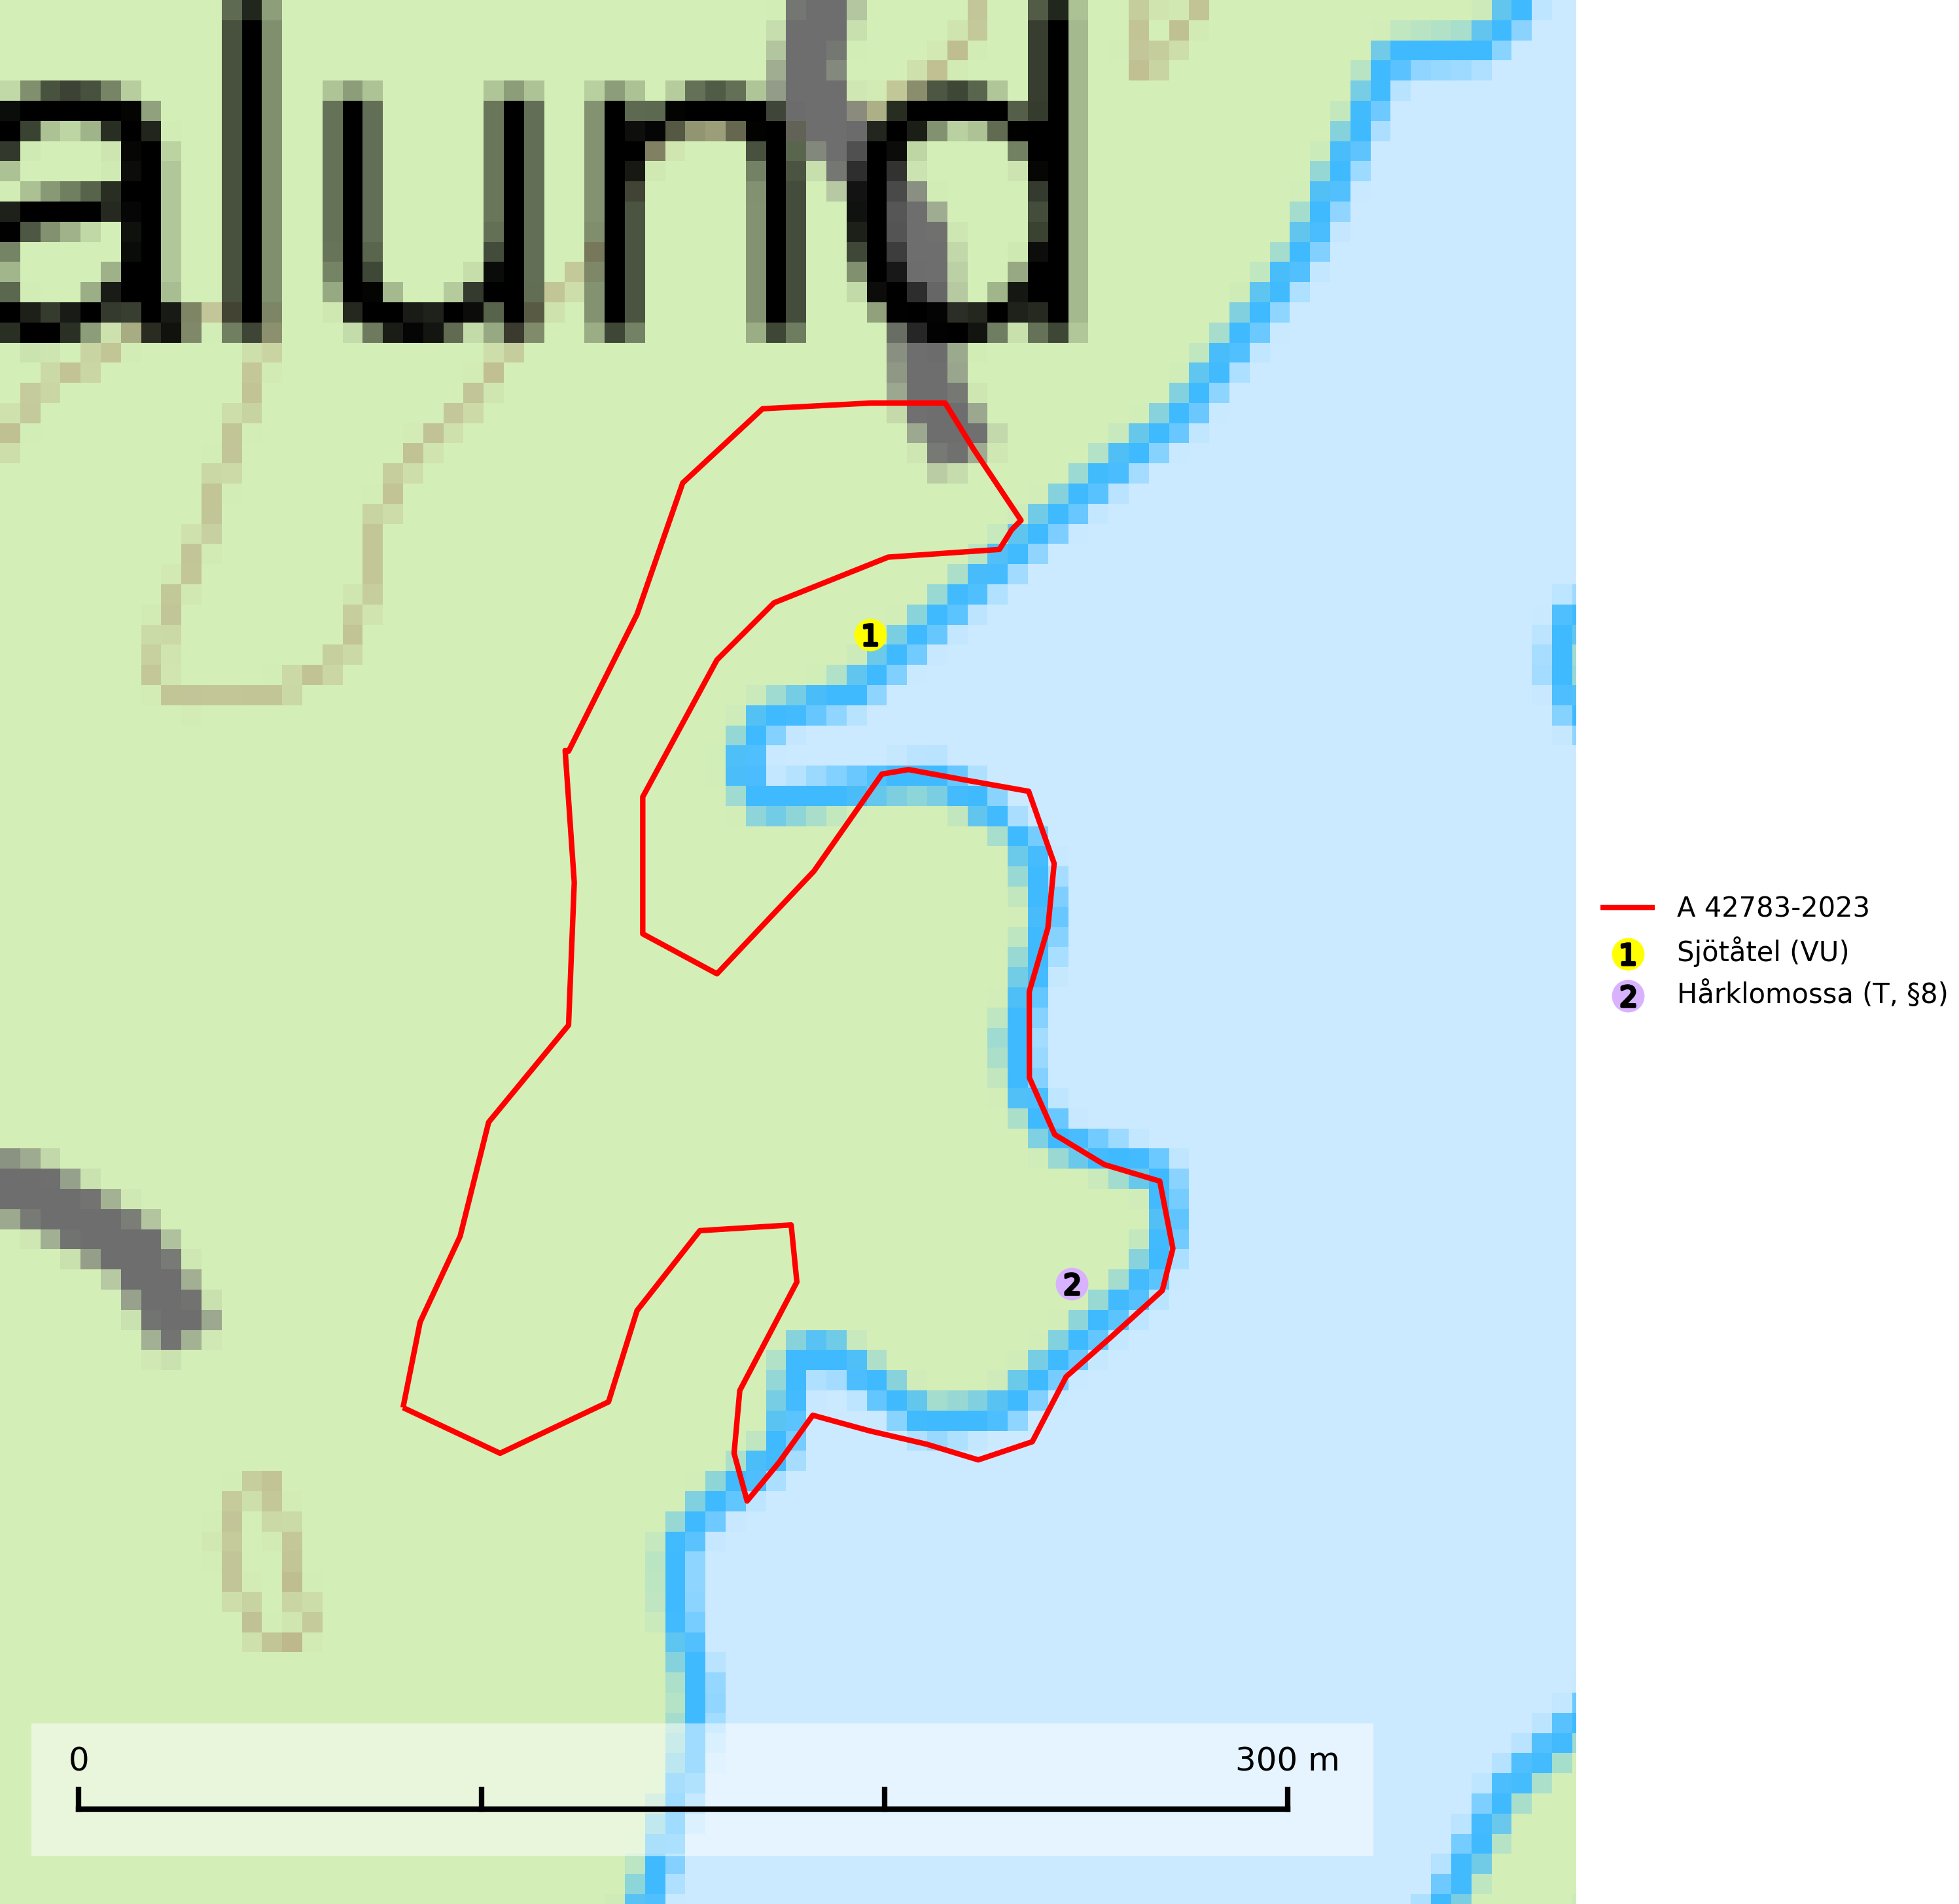 alund
1
2
A 42783-2023
1 Sjötåtel (VU)
2 Hårklomossa (T, §8)
0 300 m